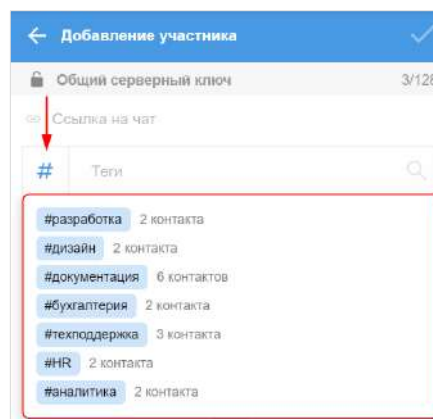 Добавление участника
Общий серверный ключ 3/128
Ссылка на чат
# Теги
#разработка 2 контакта
#дизайн 2 контакта
#документация 6 контактов
#бухгалтерия 2 контакта
#техподдержка 3 контакта
#HR 2 контакта
#аналитика 2 контакта